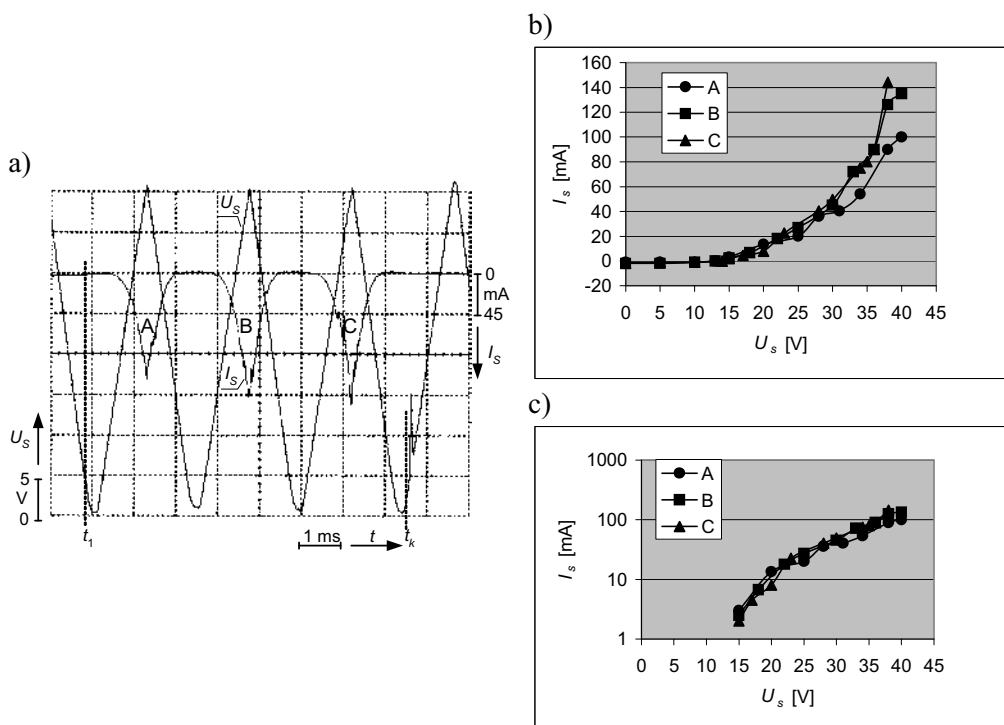 a)
U_S
A
B
C
I_S
0
mA
45
I_S
U_S
5
V
0
t_1
1 ms
t
t_k
b)
160
140
120
100
80
60
40
20
0
-20
I_s [mA]
A
B
C
0 5 10 15 20 25 30 35 40 45
U_s [V]
c)
1000
100
10
1
I_s [mA]
A
B
C
0 5 10 15 20 25 30 35 40 45
U_s [V]